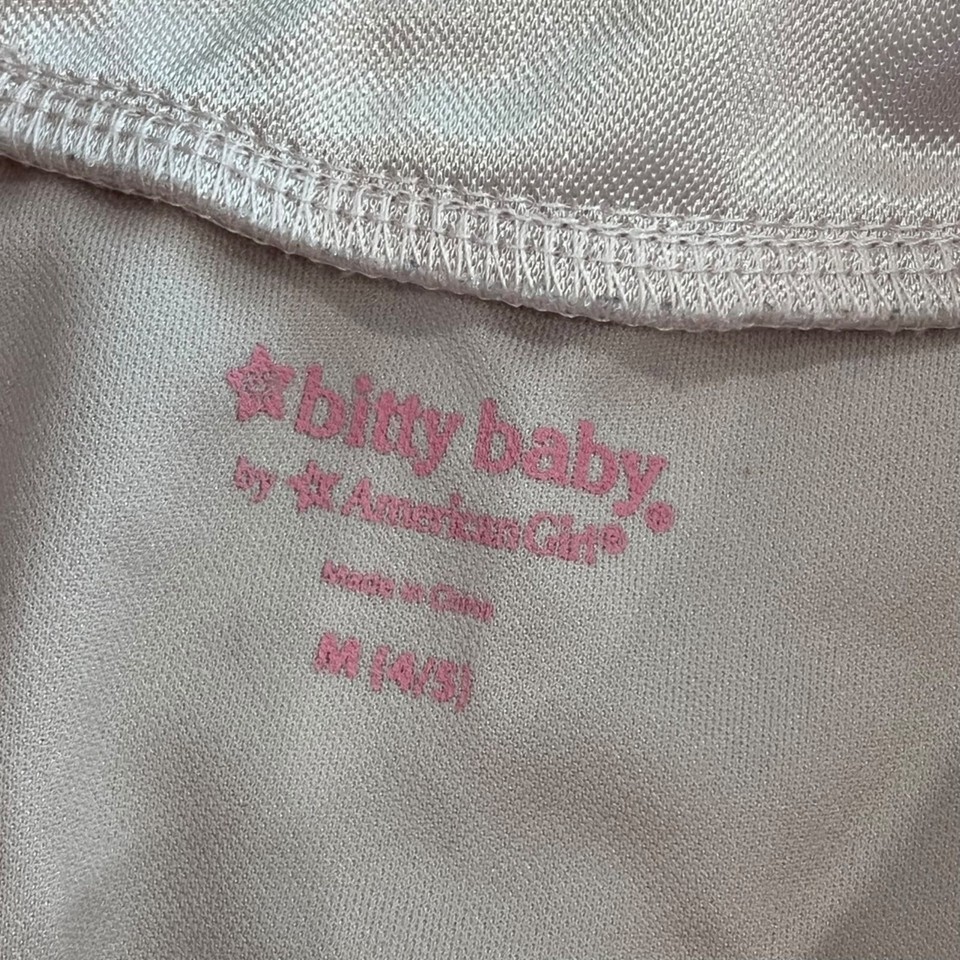 bitty baby®
by American Girl®
Made in China
M (4/5)